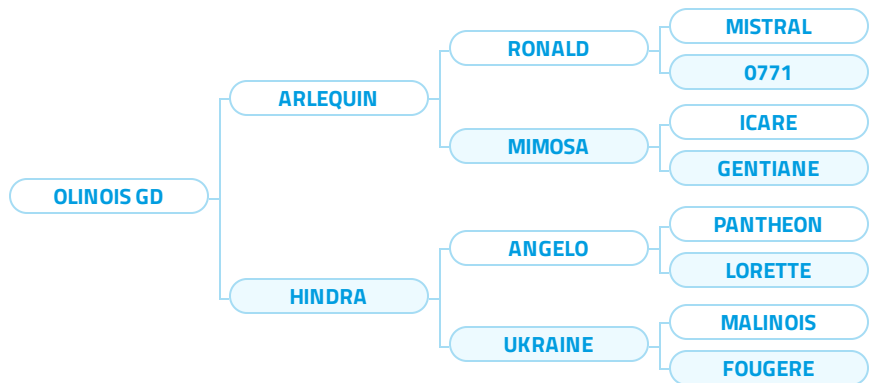 MISTRAL
RONALD
0771
ARLEQUIN
ICARE
MIMOSA
GENTIANE
OLINOIS GD
PANTHEON
ANGELO
LORETTE
HINDRA
MALINOIS
UKRAINE
FOUGERE